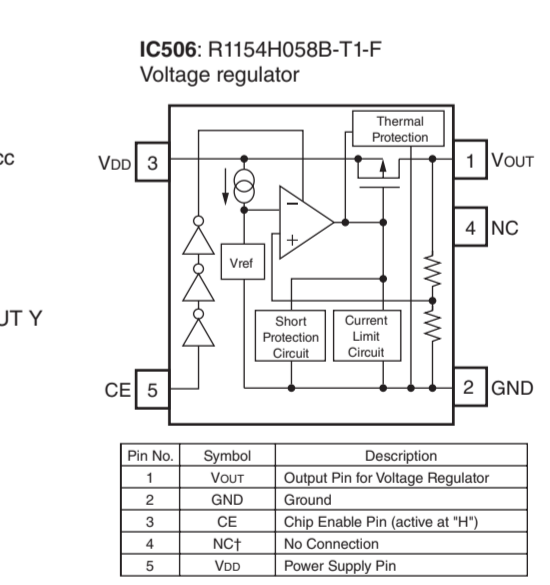 IC506: R1154H058B-T1-F
Voltage regulator
Thermal
Protection
CC
VDD 3
1 VOUT
4 NC
Vref
UT Y
Short
Protection
Circuit
Current
Limit
Circuit
CE 5
2 GND
Pin No. Symbol Description
1 VOUT Output Pin for Voltage Regulator
2 GND Ground
3 CE Chip Enable Pin (active at "H")
4 NC† No Connection
5 VDD Power Supply Pin